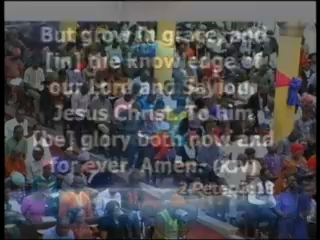 But grow in grace, and
[in] the knowledge of
our Lord and Saviour
Jesus Christ. To him
[be] glory both now and
for ever. Amen. (KJV)
2 Peter 3:18